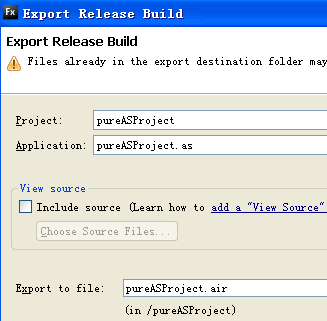 Fx Export Release Build
Export Release Build
Files already in the export destination folder may
Project: pureASProject
Application: pureASProject.as
View source
Include source (Learn how to add a "View Source"
Choose Source Files...
Export to file: pureASProject.air
(in /pureASProject)